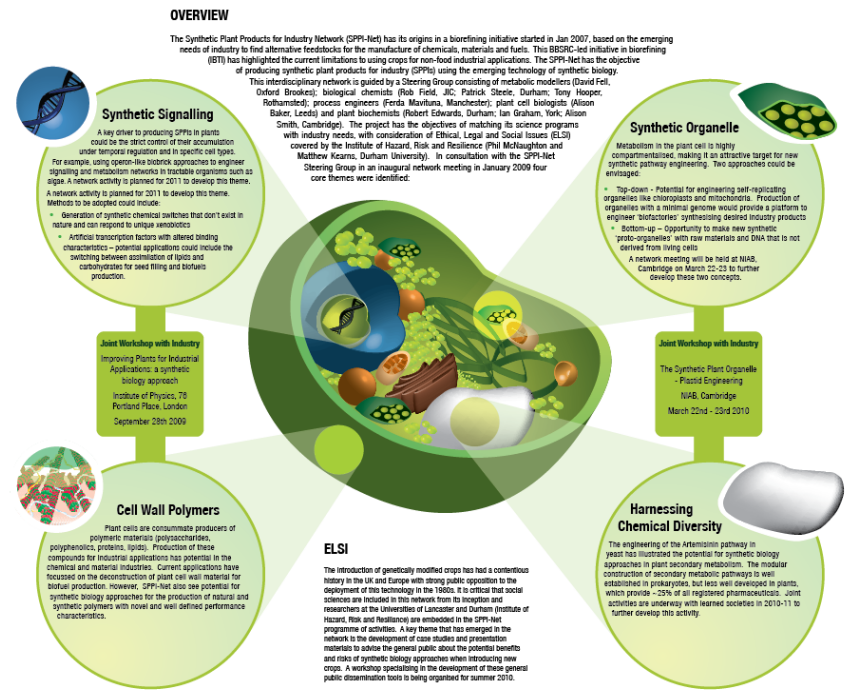 OVERVIEW
The Synthetic Plant Products for Industry Network (SPPI-Net) has its origins in a biorefining initiative started in Jan 2007, based on the emerging
needs of industry to find alternative feedstocks for the manufacture of chemicals, materials and fuels. This BBSRC-led initiative in biorefining
(IBTI) has highlighted the current limitations to using crops for non-food industrial applications. The SPPI-Net has the objective
of producing synthetic plant products for industry (SPPIs) using the emerging technology of synthetic biology.
This interdisciplinary network is guided by a Steering Group consisting of metabolic modellers (David Fell,
Oxford Brookes); biological chemists (Rob Field, JIC; Patrick Steele, Durham; Tony Hooper,
Rothamsted); process engineers (Ferda Mavituna, Manchester); plant cell biologists (Alison
Baker, Leeds) and plant biochemists (Robert Edwards, Durham; Ian Graham, York; Alison
Smith, Cambridge). The project has the objectives of matching its science programs
with industry needs, with consideration of Ethical, Legal and Social Issues (ELSI)
covered by the Institute of Hazard, Risk and Resilience (Phil McNaughton and
Matthew Kearns, Durham University). In consultation with the SPPI-Net
Steering Group in an inaugural network meeting in January 2009 four
core themes were identified:
Synthetic Signalling
A key driver to producing SPPIs in plants
could be the strict control of their accumulation
under temporal regulation and in specific cell types.
For example, using operon-like biobrick approaches to engineer
signaling and metabolism networks in tractable organisms such as
algae. A network activity is planned for 2011 to develop this theme.
A network activity is planned for 2011 to develop this theme.
Methods to be adopted could include:
• Generation of synthetic chemical switches that don't exist in
nature and can respond to unique xenobiotics
• Artificial transcription factors with altered binding
characteristics – potential applications could include the
switching between assimilation of lipids and
carbohydrates for seed filling and biofuels
production.
Synthetic Organelle
Metabolism in the plant cell is highly
compartmentalised, making it an attractive target for new
synthetic pathway engineering. Two approaches could be
envisaged:
• Top-down - Potential for engineering self-replicating
organelles like chloroplasts and mitochondria. Production of
organelles with a minimal genome would provide a platform to
engineer 'biofactories' synthesising desired industry products
• Bottom-up – Opportunity to make new synthetic
'proto-organelles' with raw materials and DNA that is not
derived from living cells
A network meeting will be held at NIAB,
Cambridge on March 22-23 to further
develop these two concepts.
Joint Workshop with Industry
Improving Plants for Industrial
Applications: a synthetic
biology approach
Institute of Physics, 76
Portland Place, London
September 28th 2009
Joint Workshop with Industry
The Synthetic Plant Organelle
- Plastid Engineering
NIAB, Cambridge
March 22nd - 23rd 2010
Cell Wall Polymers
Plant cells are consummate producers of
polymeric materials (polysaccharides,
polyphenolics, proteins, lipids). Production of these
compounds for industrial applications has potential in the
chemical and material industries. Current applications have
focussed on the deconstruction of plant cell wall material for
biofuel production. However, SPPI-Net also see potential for
synthetic biology approaches for the production of natural and
synthetic polymers with novel and well defined performance
characteristics.
ELSI
The introduction of genetically modified crops has had a contentious
history in the UK and Europe with strong public opposition to the
deployment of this technology in the 1980s. It is critical that social
sciences are included in this network from its inception and
researchers at the Universities of Lancaster and Durham (Institute of
Hazard, Risk and Resiliance) are embedded in the SPPI-Net
programme of activities. A key theme that has emerged in the
network is the development of case studies and presentation
materials to advise the general public about the potential benefits
and risks of synthetic biology approaches when introducing new
crops. A workshop specialising in the development of these general
public dissemination tools is being organised for summer 2010.
Harnessing
Chemical Diversity
The engineering of the Artemisinin pathway in
yeast has illustrated the potential for synthetic biology
approaches in plant secondary metabolism. The modular
construction of secondary metabolic pathways is well
established in prokaryotes, but less well developed in plants,
which provide ~25% of all registered pharmaceuticals. Joint
activities are underway with learned societies in 2010-11 to
further develop this activity.